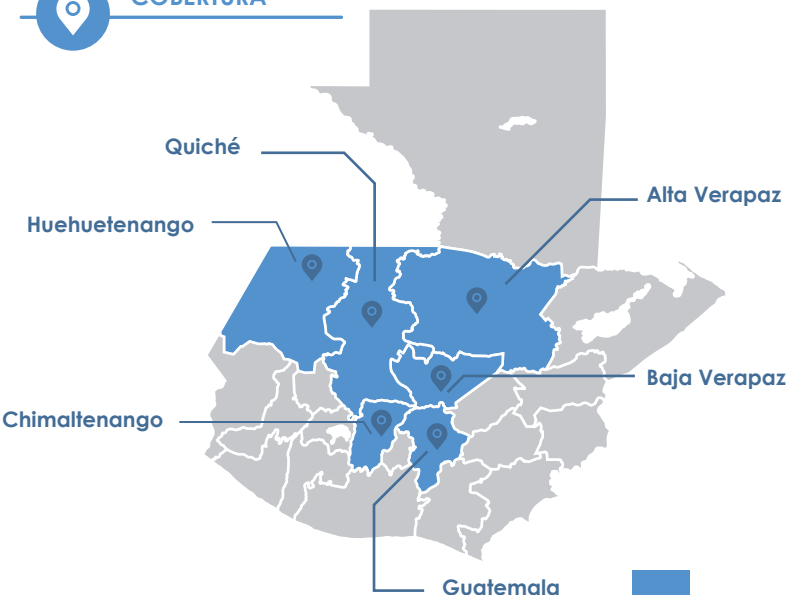 COBERTURA
Quiché
Alta Verapaz
Huehuetenango
Baja Verapaz
Chimaltenango
Guatemala